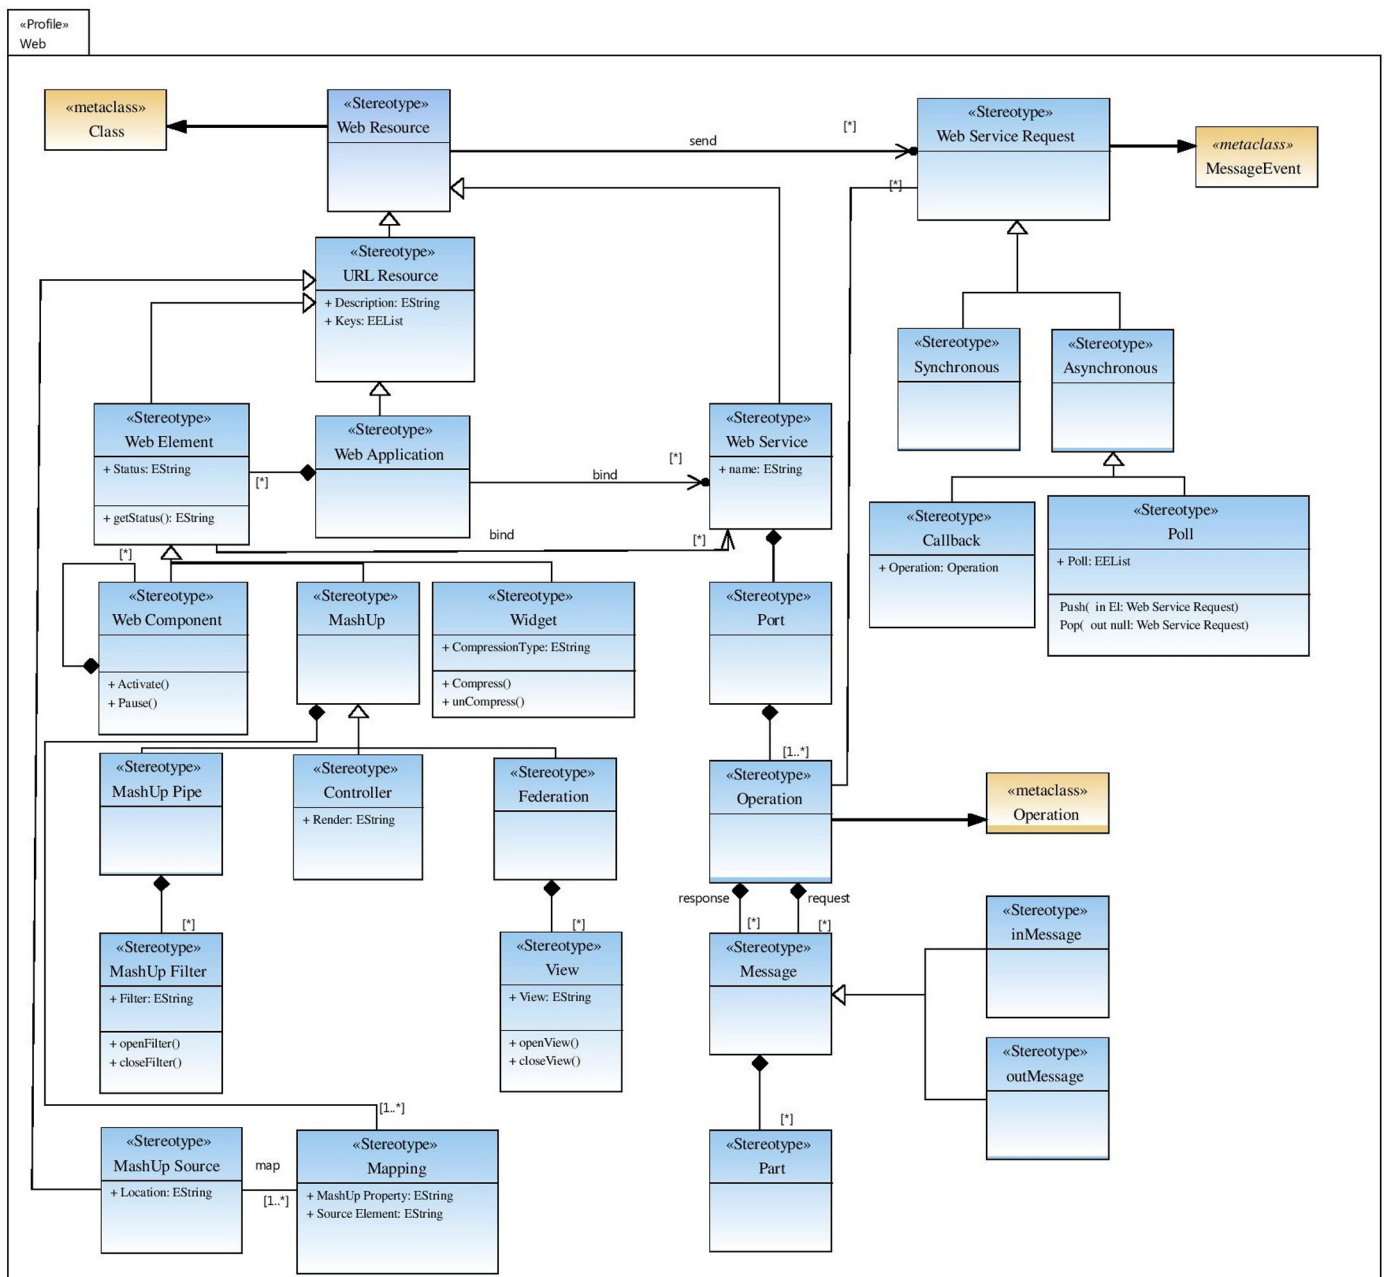 «Profile»
Web
«metaclass»
Class
«Stereotype»
Web Resource
send
[*]
«Stereotype»
Web Service Request
«metaclass»
MessageEvent
[*]
«Stereotype»
URL Resource
+ Description: EString
+ Keys: EEList
«Stereotype»
Synchronous
«Stereotype»
Asynchronous
«Stereotype»
Web Element
+ Status: EString
+ getStatus(): EString
[*]
«Stereotype»
Web Application
bind
[*]
«Stereotype»
Web Service
+ name: EString
bind
[*]
«Stereotype»
Callback
+ Operation: Operation
«Stereotype»
Poll
+ Poll: EEList
Push( in El: Web Service Request)
Pop( out null: Web Service Request)
[*]
«Stereotype»
Web Component
+ Activate()
+ Pause()
«Stereotype»
MashUp
«Stereotype»
Widget
+ CompressionType: EString
+ Compress()
+ unCompress()
«Stereotype»
Port
[1..*]
«Stereotype»
MashUp Pipe
«Stereotype»
Controller
+ Render: EString
«Stereotype»
Federation
«Stereotype»
Operation
«metaclass»
Operation
response
request
[*]
[*]
[*]
[*]
«Stereotype»
MashUp Filter
+ Filter: EString
+ openFilter()
+ closeFilter()
«Stereotype»
View
+ View: EString
+ openView()
+ closeView()
«Stereotype»
Message
«Stereotype»
inMessage
«Stereotype»
outMessage
[1..*]
[*]
«Stereotype»
MashUp Source
+ Location: EString
map
[1..*]
«Stereotype»
Mapping
+ MashUp Property: EString
+ Source Element: EString
«Stereotype»
Part